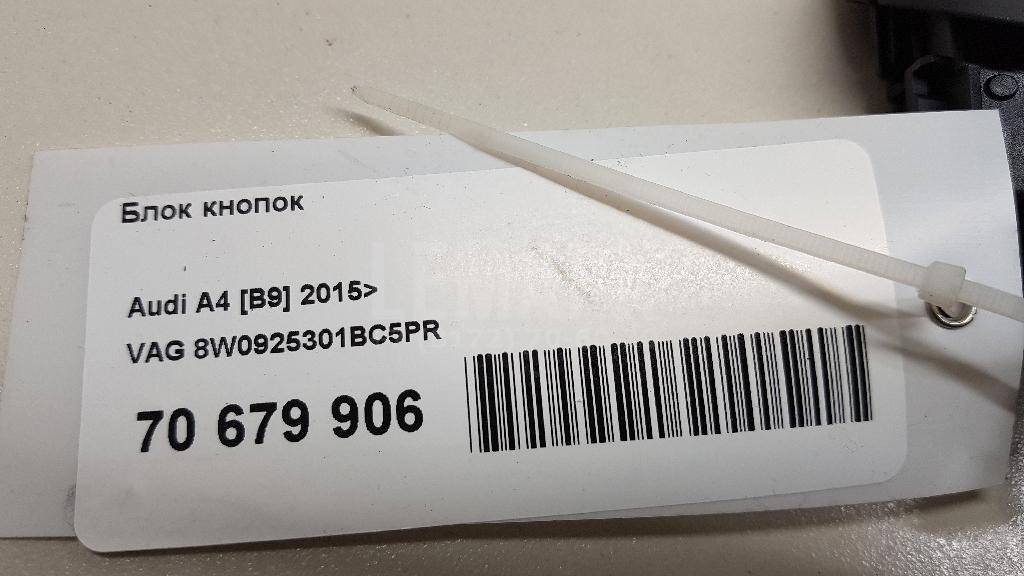 Блок кнопок
Audi A4 [B9] 2015>
VAG 8W0925301BC5PR
70 679 906